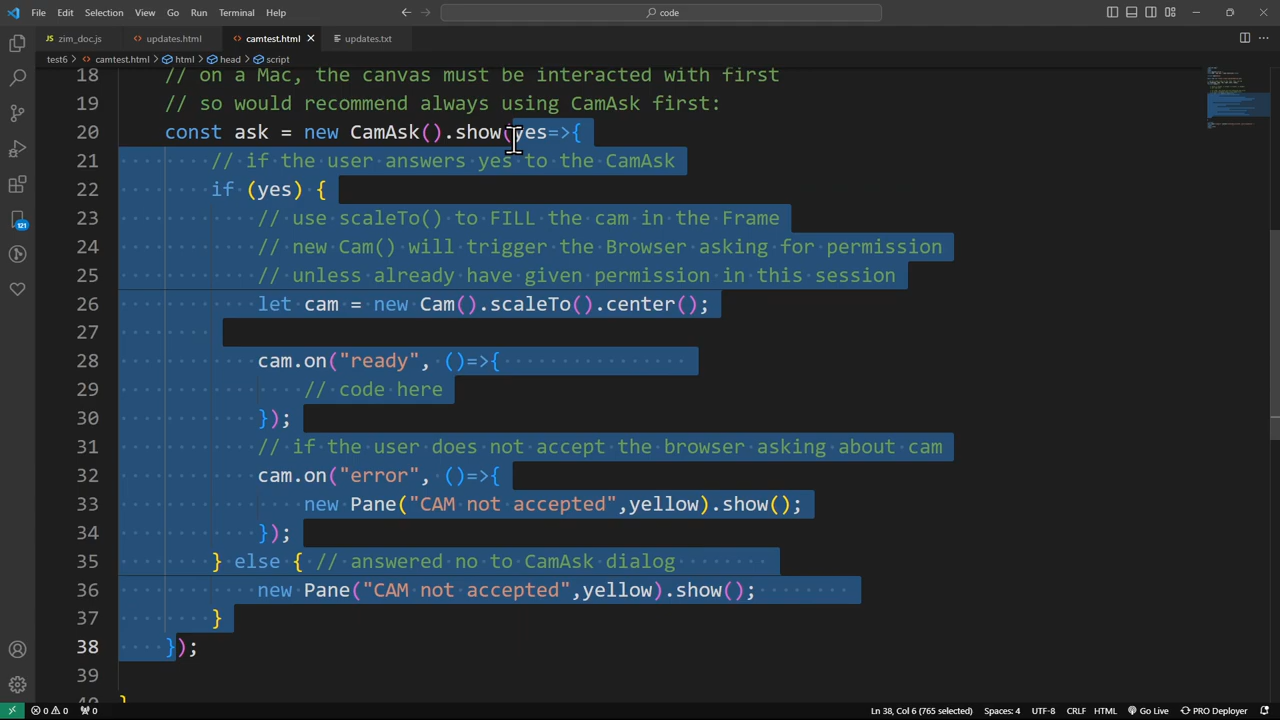 File Edit Selection View Go Run Terminal Help
code
zim_doc.js updates.html camtest.html updates.txt
test6 > camtest.html > html > head > script
18 // on a Mac, the canvas must be interacted with first
19 // so would recommend always using CamAsk first:
20 const ask = new CamAsk().show(yes=>{
21 // if the user answers yes to the CamAsk
22 if (yes) {
23 // use scaleTo() to FILL the cam in the Frame
24 // new Cam() will trigger the Browser asking for permission
25 // unless already have given permission in this session
26 let cam = new Cam().scaleTo().center();
27
28 cam.on("ready", ()=>{
29 // code here
30 });
31 // if the user does not accept the browser asking about cam
32 cam.on("error", ()=>{
33 new Pane("CAM not accepted",yellow).show();
34 });
35 } else { // answered no to CamAsk dialog
36 new Pane("CAM not accepted",yellow).show();
37 }
38 });
39
121
0 0 0 Ln 38, Col 6 (765 selected) Spaces: 4 UTF-8 CRLF HTML Go Live PRO Deployer